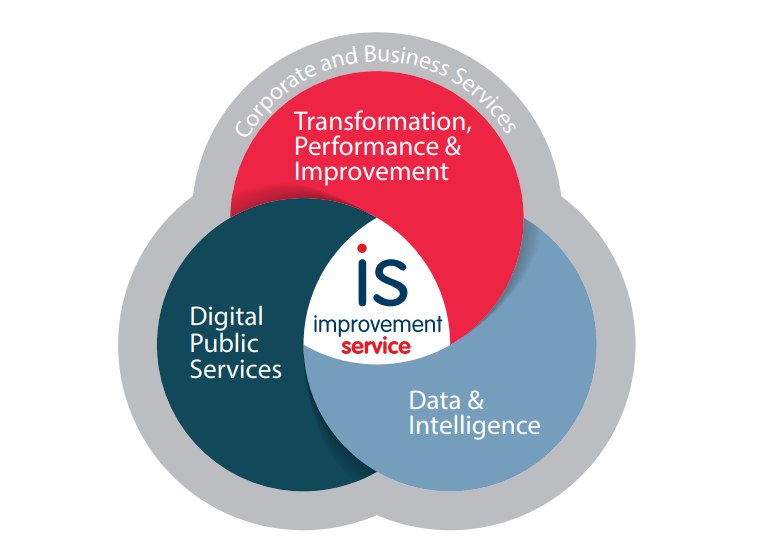 Corporate and Business Services
Transformation,
Performance &
Improvement
is
improvement
service
Digital
Public
Services
Data &
Intelligence